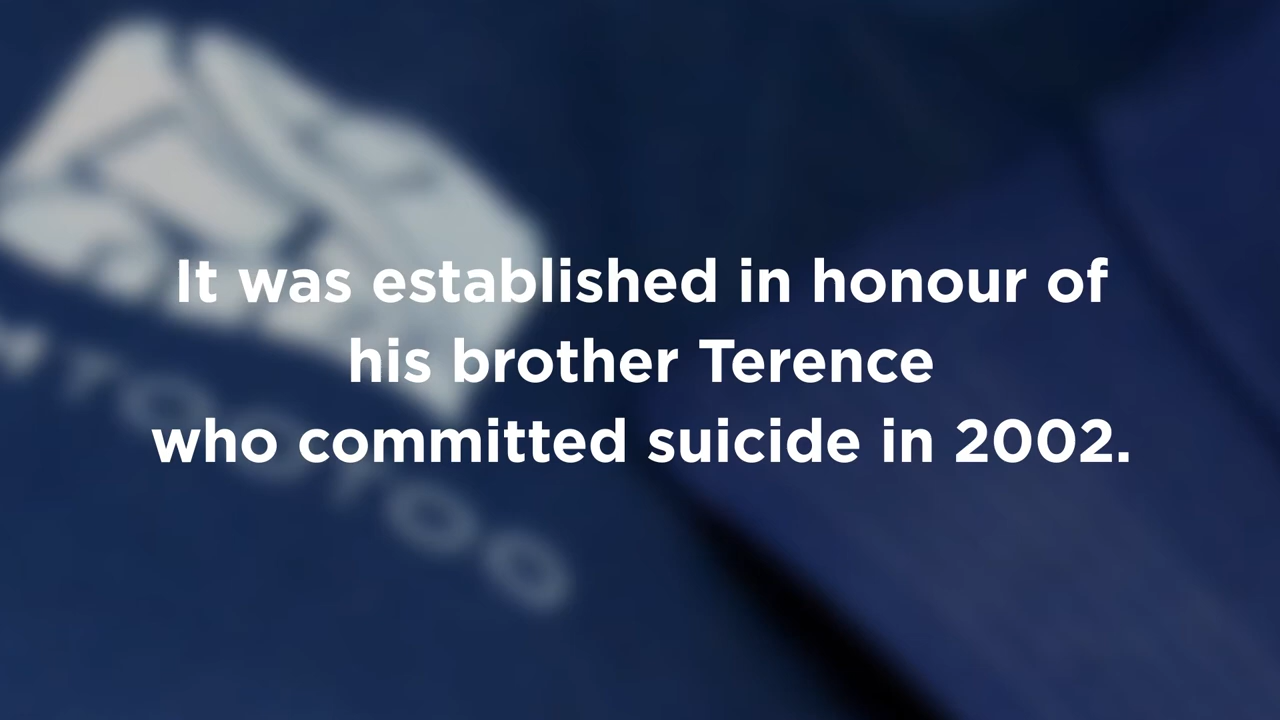 It was established in honour of
his brother Terence
who committed suicide in 2002.